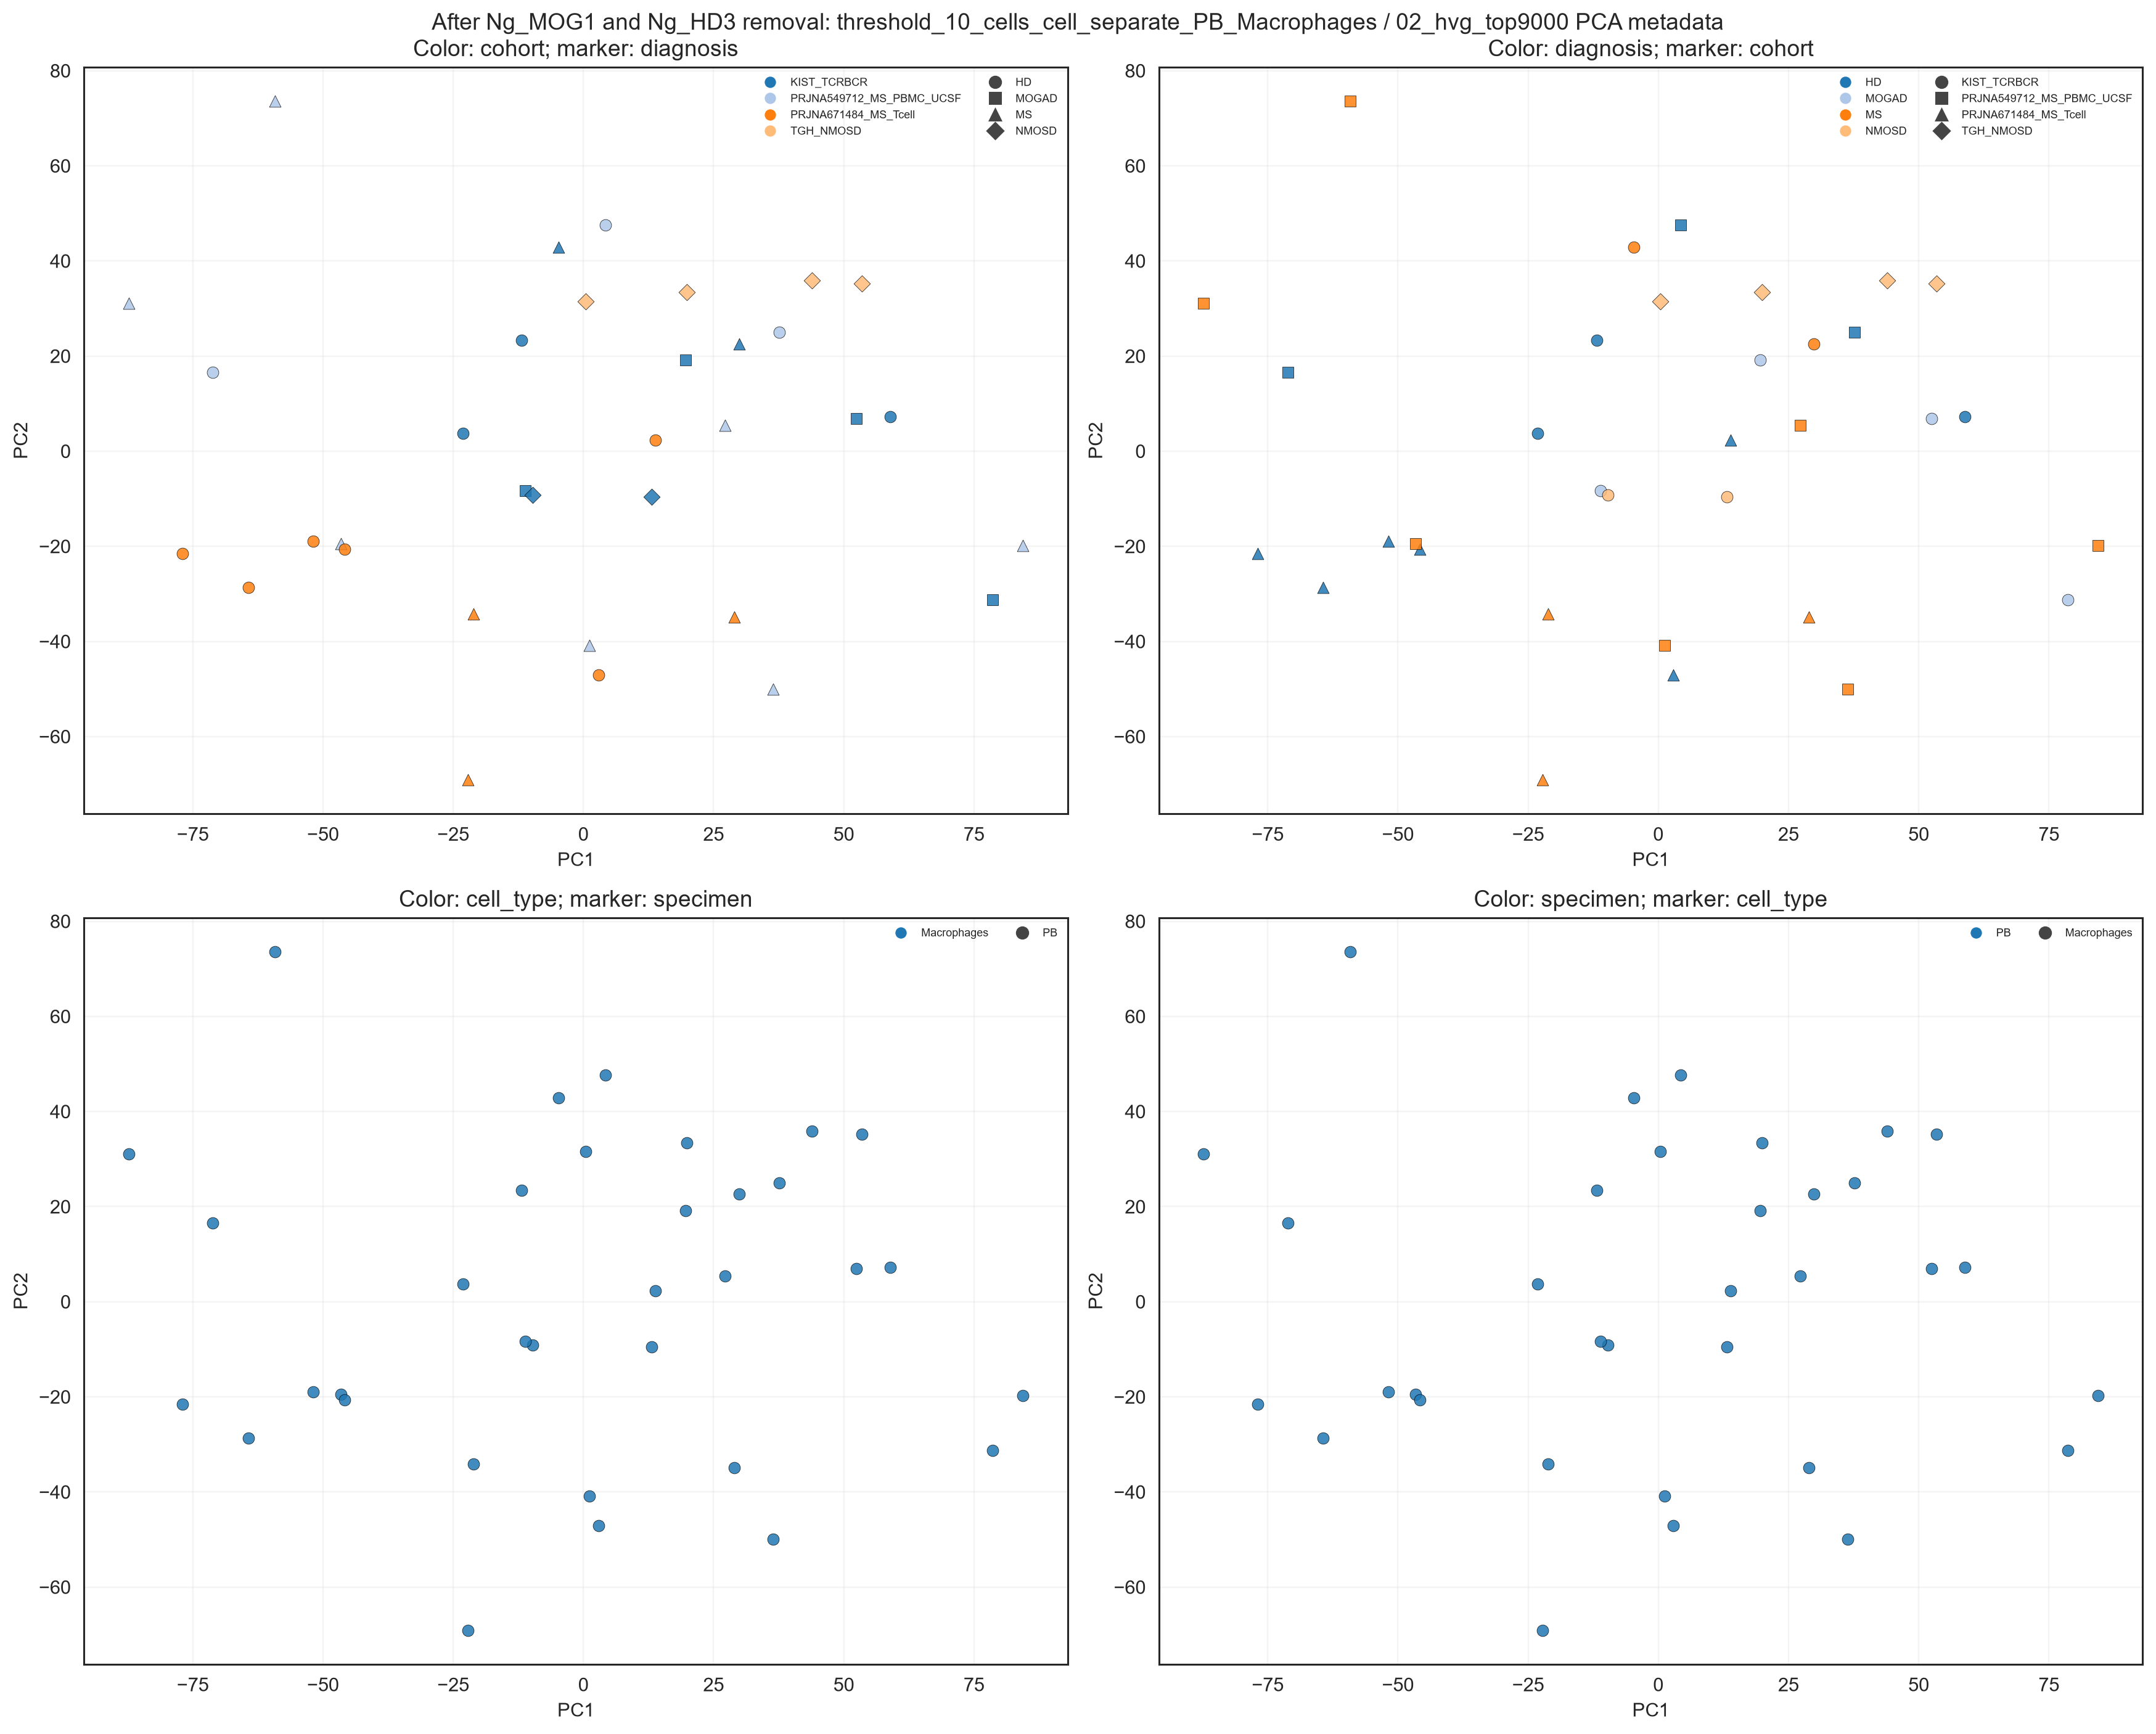 After Ng_MOG1 and Ng_HD3 removal: threshold_10_cells_cell_separate_PB_Macrophages / 02_hvg_top9000 PCA metadata
Color: cohort; marker: diagnosis
KIST_TCRBCR
PRJNA549712_MS_PBMC_UCSF
PRJNA671484_MS_Tcell
TGH_NMOSD
HD
MOGAD
MS
NMOSD
80
60
40
20
0
−20
−40
−60
PC2
−75
−50
−25
0
25
50
75
PC1
Color: diagnosis; marker: cohort
HD
MOGAD
MS
NMOSD
KIST_TCRBCR
PRJNA549712_MS_PBMC_UCSF
PRJNA671484_MS_Tcell
TGH_NMOSD
80
60
40
20
0
−20
−40
−60
PC2
−75
−50
−25
0
25
50
75
PC1
Color: cell_type; marker: specimen
Macrophages
PB
80
60
40
20
0
−20
−40
−60
PC2
−75
−50
−25
0
25
50
75
PC1
Color: specimen; marker: cell_type
PB
Macrophages
80
60
40
20
0
−20
−40
−60
PC2
−75
−50
−25
0
25
50
75
PC1